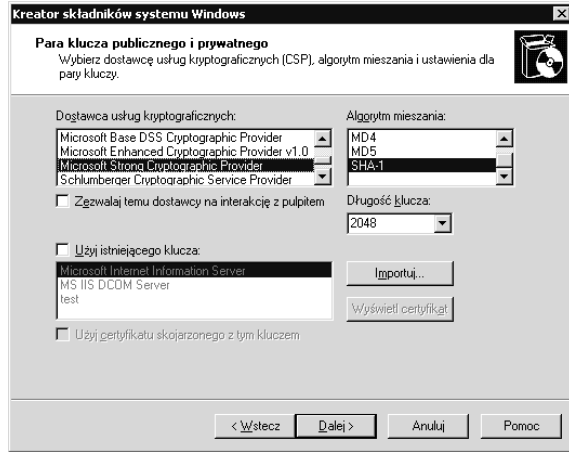 Kreator składników systemu Windows
Para klucza publicznego i prywatnego
Wybierz dostawcę usług kryptograficznych (CSP), algorytm mieszania i ustawienia dla
pary kluczy.
Dostawca usług kryptograficznych:
Microsoft Base DSS Cryptographic Provider
Microsoft Enhanced Cryptographic Provider v1.0
Microsoft Strong Cryptographic Provider
Schlumberger Cryptographic Service Provider
Zezwalaj temu dostawcy na interakcję z pulpitem
Algorytm mieszania:
MD4
MD5
SHA-1
Długość klucza:
2048
Użyj istniejącego klucza:
Microsoft Internet Information Server
MS IIS DCOM Server
test
Importuj...
Wyświetl certyfikat
Użyj certyfikatu skojarzonego z tym kluczem
< Wstecz
Dalej >
Anuluj
Pomoc